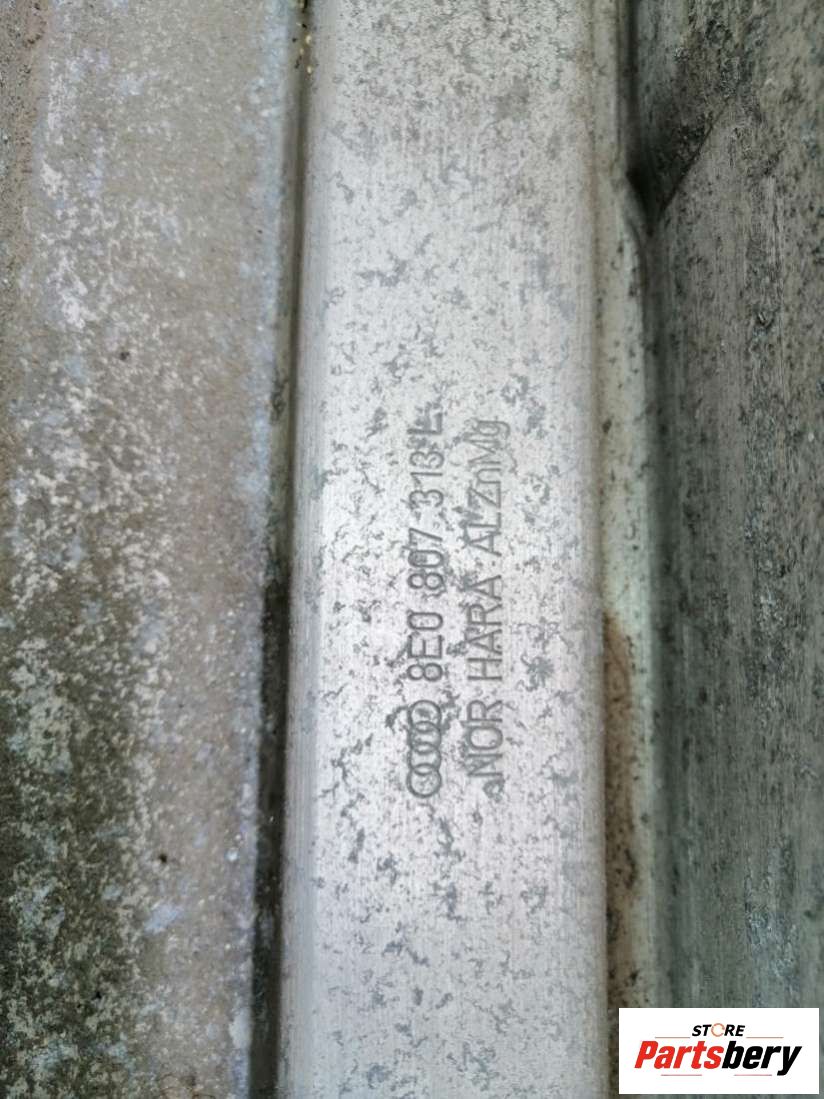 8E0 807 313 L
NOR HARA ALZnMg
STORE
Partsbery